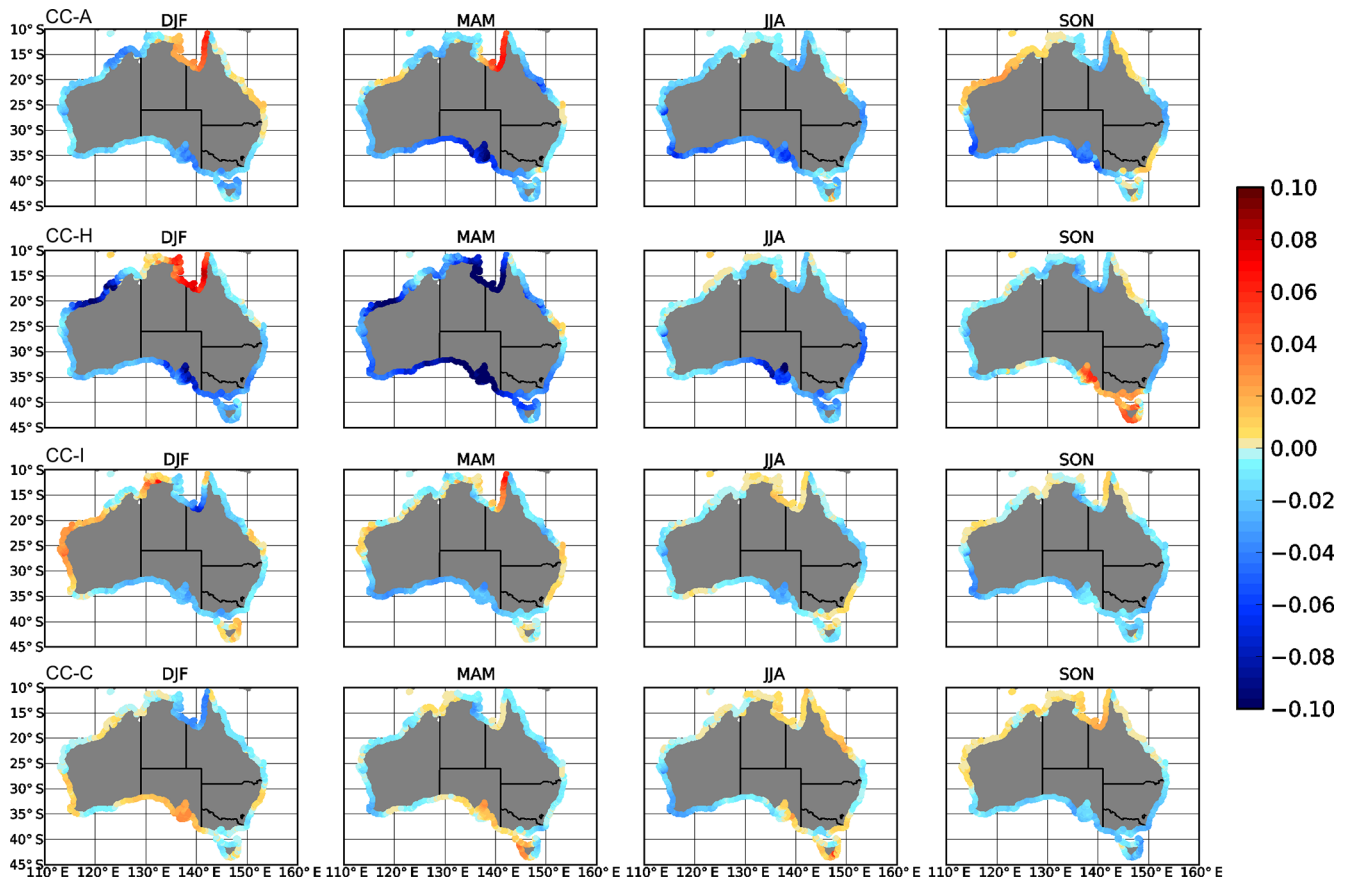 CC-A
DJF MAM JJA SON
10° S
15° S
20° S
25° S
30° S
35° S
40° S
45° S
CC-H
DJF MAM JJA SON
10° S
15° S
20° S
25° S
30° S
35° S
40° S
45° S
CC-I
DJF MAM JJA SON
10° S
15° S
20° S
25° S
30° S
35° S
40° S
45° S
CC-C
DJF MAM JJA SON
10° S
15° S
20° S
25° S
30° S
35° S
40° S
45° S
110° E 120° E 130° E 140° E 150° E 160° E 110° E 120° E 130° E 140° E 150° E 160° E 110° E 120° E 130° E 140° E 150° E 160° E 110° E 120° E 130° E 140° E 150° E 160° E
0.10
0.08
0.06
0.04
0.02
0.00
−0.02
−0.04
−0.06
−0.08
−0.10